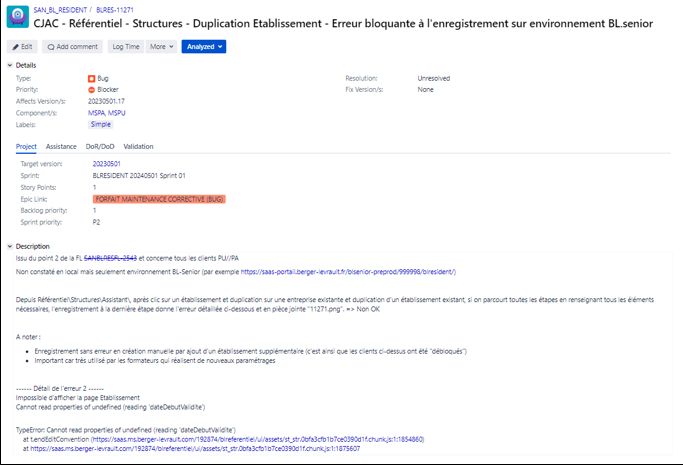 SAN_BL_RESIDENT / BLRES-11271
CJAC - Référentiel - Structures - Duplication Etablissement - Erreur bloquante à l'enregistrement sur environnement BL.senior
Edit Add comment Log Time More Analyzed
Details
Type: Bug Resolution: Unresolved
Priority: Blocker Fix Version/s: None
Affects Version/s: 20230501.17
Component/s: MSPA, MSPU
Labels: Simple
Project Assistance DoR/DoD Validation
Target version: 20230501
Sprint: BLRESIDENT 20240501 Sprint 01
Story Points: 1
Epic Link: FORFAIT MAINTENANCE CORRECTIVE (BUG)
Backlog priority: 1
Sprint priority: P2
Description
Issu du point 2 de la FL SANBLRESFL-2543 et concerne tous les clients PU//PA
Non constaté en local mais seulement environnement BL-Senior (par exemple https://saas-portail.berger-levrault.fr/blsenior-preprod/999998/blresident/)
Depuis Référentiel\Structures\Assistant\, après clic sur un établissement et duplication sur une entreprise existante et duplication d'un établissement existant, si on parcourt toutes les étapes en renseignant tous les éléments
nécessaires, l'enregistrement à la dernière étape donne l'erreur détaillée ci-dessous et en pièce jointe "11271.png". => Non OK
A noter :
Enregistrement sans erreur en création manuelle par ajout d'un établissement supplémentaire (c'est ainsi que les clients ci-dessus ont été "débloqués")
Important car très utilisé par les formateurs qui réalisent de nouveaux paramétrages
------ Détail de l'erreur 2 ------
Impossible d'afficher la page Etablissement
Cannot read properties of undefined (reading 'dateDebutValidite')
TypeError: Cannot read properties of undefined (reading 'dateDebutValidite')
at t.endEditConvention (https://saas.ms.berger-levrault.com/192874/blreferentiel/ui/assets/st_str.0bfa3cfb1b7ce0390d1f.chunk.js:1:1854860)
at https://saas.ms.berger-levrault.com/192874/blreferentiel/ui/assets/st_str.0bfa3cfb1b7ce0390d1f.chunk.js:1:1875607